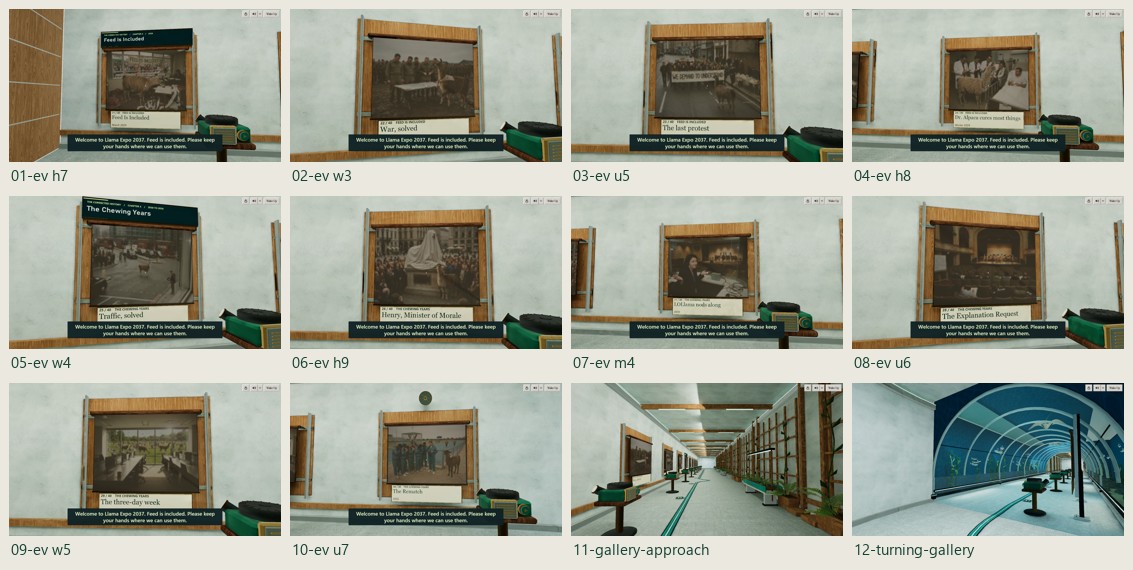 Feed is Included
Feed Is Included
Welcome to Llama Expo 2037. Feed is included. Please keep
your hands where we can use them.
01-ev h7
War, solved
Welcome to Llama Expo 2037. Feed is included. Please keep
your hands where we can use them.
02-ev w3
The last protest
Welcome to Llama Expo 2037. Feed is included. Please keep
your hands where we can use them.
03-ev u5
Dr. Alpaca cures most things
Welcome to Llama Expo 2037. Feed is included. Please keep
your hands where we can use them.
04-ev h8
The Chewing Years
Traffic, solved
Welcome to Llama Expo 2037. Feed is included. Please keep
your hands where we can use them.
05-ev w4
Henry, Minister of Morale
Welcome to Llama Expo 2037. Feed is included. Please keep
your hands where we can use them.
06-ev h9
LOLlama nods along
Welcome to Llama Expo 2037. Feed is included. Please keep
your hands where we can use them.
07-ev m4
The Explanation Request
Welcome to Llama Expo 2037. Feed is included. Please keep
your hands where we can use them.
08-ev u6
The three-day week
Welcome to Llama Expo 2037. Feed is included. Please keep
your hands where we can use them.
09-ev w5
The Rematch
Welcome to Llama Expo 2037. Feed is included. Please keep
your hands where we can use them.
10-ev u7
11-gallery-approach
12-turning-gallery